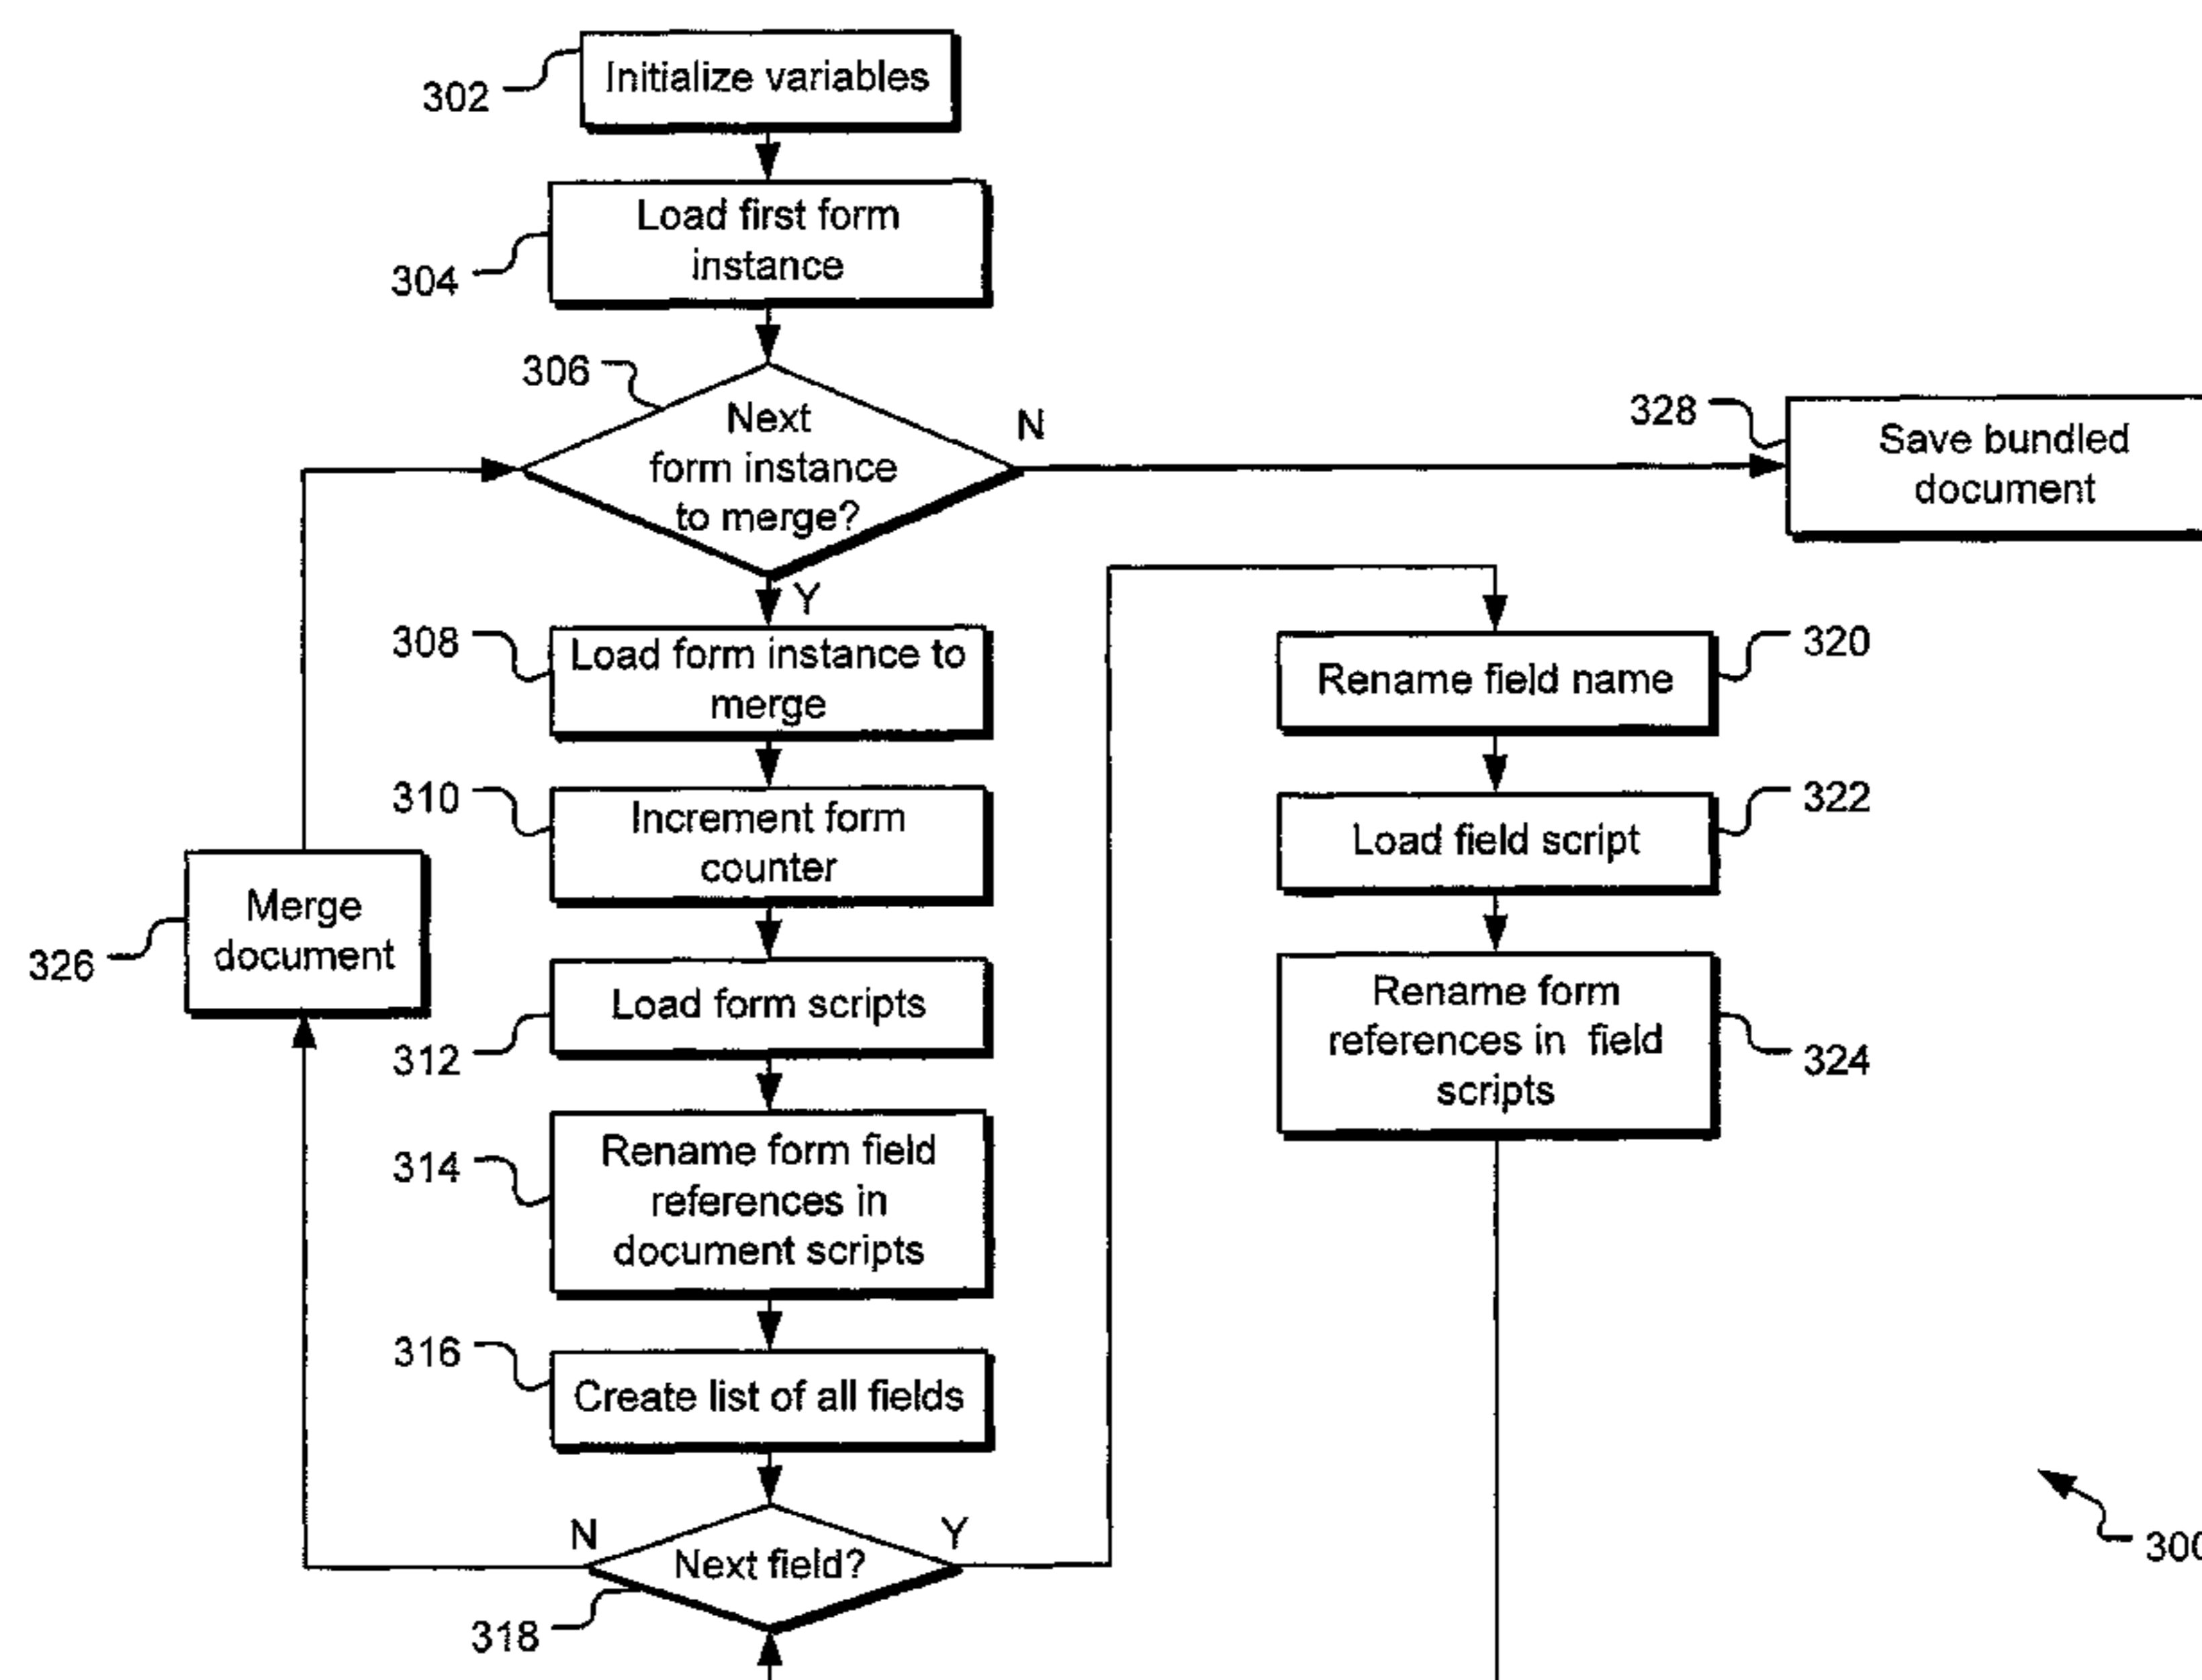 302
Initialize variables
304
Load first form
instance
306
Next
form instance
to merge?
N
Y
328
Save bundled
document
308
Load form instance to
merge
310
Increment form
counter
312
Load form scripts
314
Rename form field
references in
document scripts
316
Create list of all fields
318
Next field?
N
Y
320
Rename field name
322
Load field script
324
Rename form
references in field
scripts
326
Merge
document
300